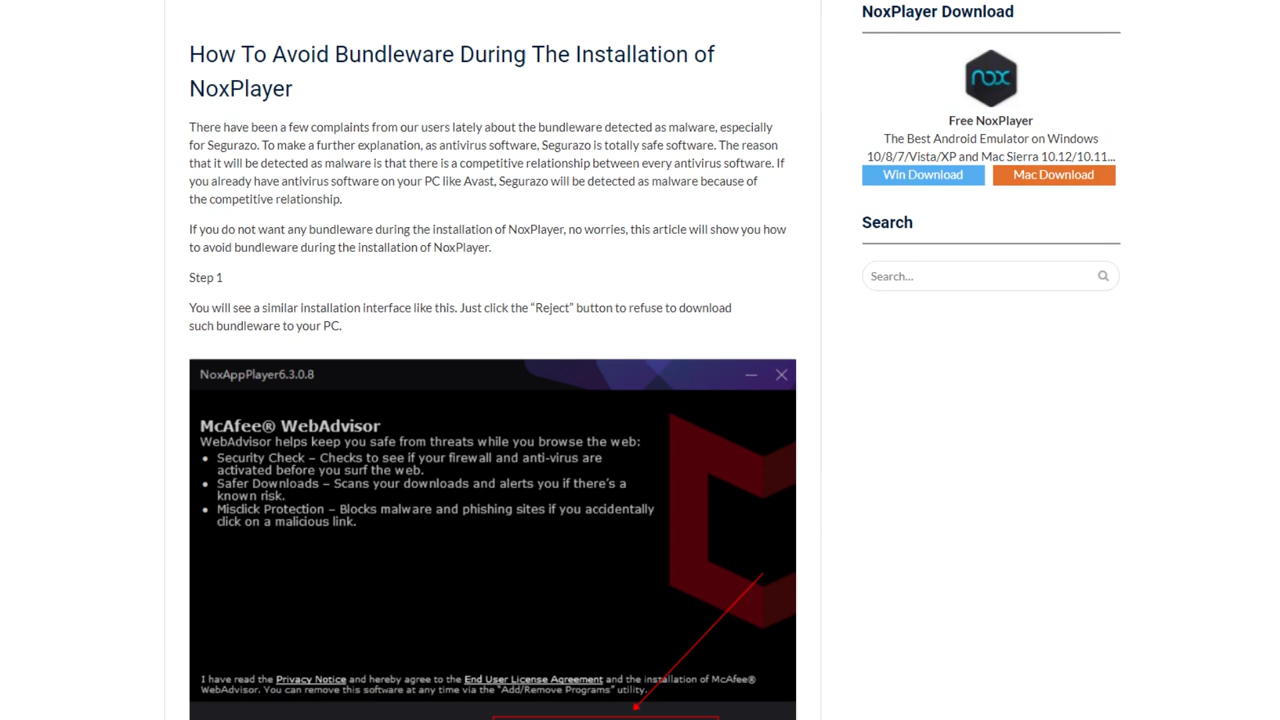 How To Avoid Bundleware During The Installation of
NoxPlayer
There have been a few complaints from our users lately about the bundleware detected as malware, especially
for Segurazo. To make a further explanation, as antivirus software, Segurazo is totally safe software. The reason
that it will be detected as malware is that there is a competitive relationship between every antivirus software. If
you already have antivirus software on your PC like Avast, Segurazo will be detected as malware because of
the competitive relationship.
If you do not want any bundleware during the installation of NoxPlayer, no worries, this article will show you how
to avoid bundleware during the installation of NoxPlayer.
Step 1
You will see a similar installation interface like this. Just click the “Reject” button to refuse to download
such bundleware to your PC.
NoxAppPlayer6.3.0.8
McAfee® WebAdvisor
WebAdvisor helps keep you safe from threats while you browse the web:
• Security Check – Checks to see if your firewall and anti-virus are
activated before you surf the web.
• Safer Downloads – Scans your downloads and alerts you if there's a
known risk.
• Misclick Protection – Blocks malware and phishing sites if you accidentally
click on a malicious link.
I have read the Privacy Notice and hereby agree to the End User License Agreement and the installation of McAfee®
WebAdvisor. You can remove this software at any time via the "Add/Remove Programs" utility.
NoxPlayer Download
nox
Free NoxPlayer
The Best Android Emulator on Windows
10/8/7/Vista/XP and Mac Sierra 10.12/10.11...
Win Download
Mac Download
Search
Search...